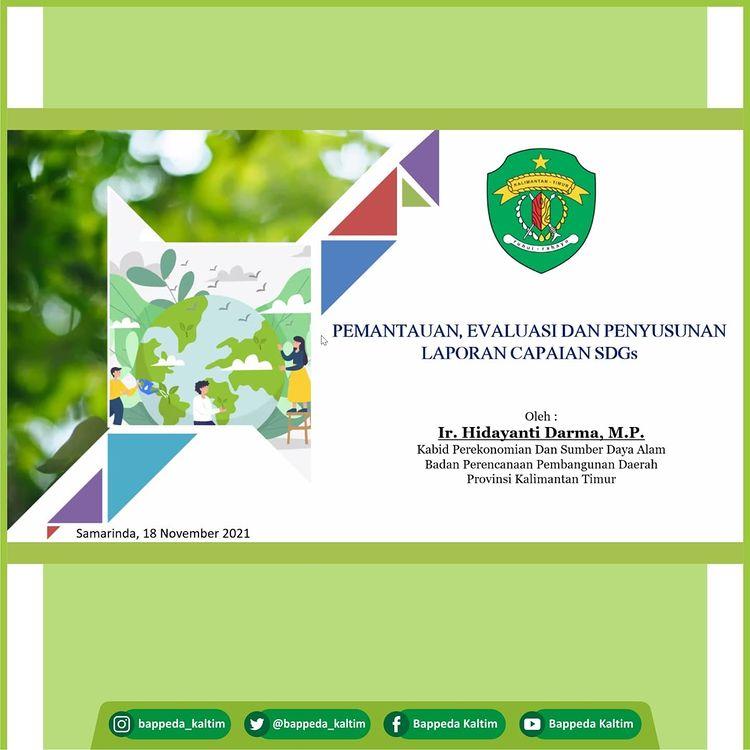 KALIMANTAN - TIMUR
ruhui - rahayu
PEMANTAUAN, EVALUASI DAN PENYUSUNAN
LAPORAN CAPAIAN SDGs
Oleh :
Ir. Hidayanti Darma, M.P.
Kabid Perekonomian Dan Sumber Daya Alam
Badan Perencanaan Pembangunan Daerah
Provinsi Kalimantan Timur
Samarinda, 18 November 2021
bappeda_kaltim
@bappeda_kaltim
Bappeda Kaltim
Bappeda Kaltim